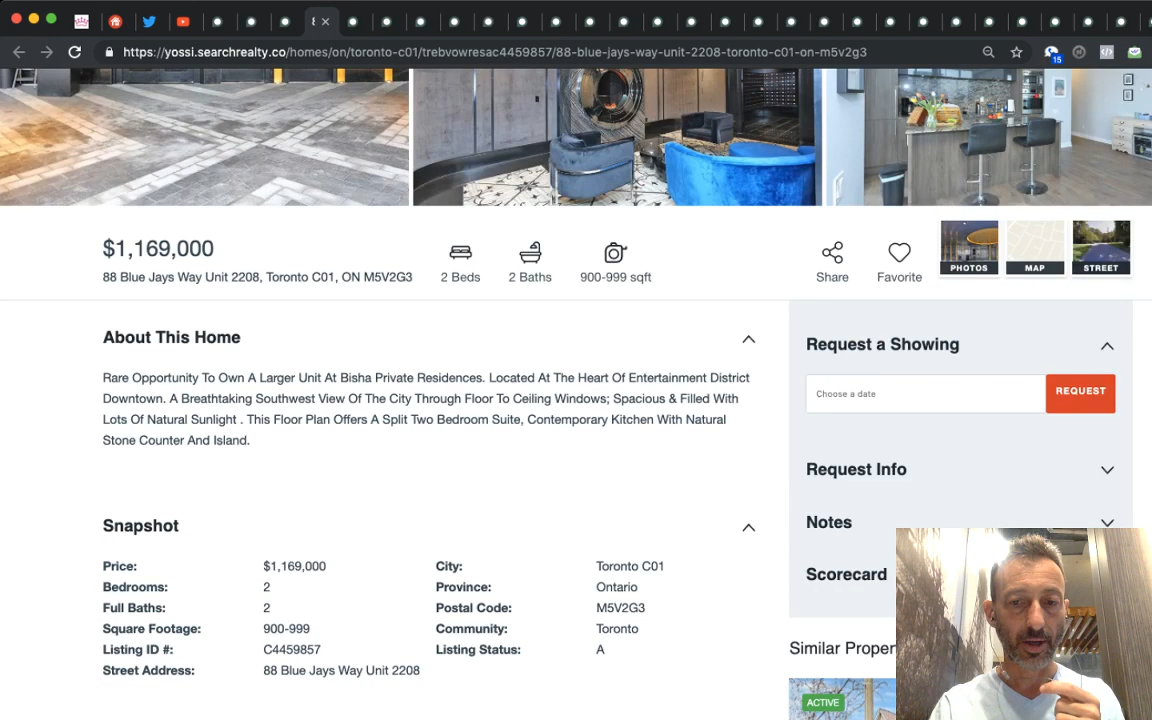 8
https://yossi.searchrealty.co/homes/on/toronto-c01/trebvowresac4459857/88-blue-jays-way-unit-2208-toronto-c01-on-m5v2g3
15
$1,169,000
88 Blue Jays Way Unit 2208, Toronto C01, ON M5V2G3
2 Beds
2 Baths
900-999 sqft
Share
Favorite
PHOTOS
MAP
STREET
About This Home
Rare Opportunity To Own A Larger Unit At Bisha Private Residences. Located At The Heart Of Entertainment District
Downtown. A Breathtaking Southwest View Of The City Through Floor To Ceiling Windows; Spacious & Filled With
Lots Of Natural Sunlight . This Floor Plan Offers A Split Two Bedroom Suite, Contemporary Kitchen With Natural
Stone Counter And Island.
Snapshot
Price: $1,169,000
Bedrooms: 2
Full Baths: 2
Square Footage: 900-999
Listing ID #: C4459857
Street Address: 88 Blue Jays Way Unit 2208
City: Toronto C01
Province: Ontario
Postal Code: M5V2G3
Community: Toronto
Listing Status: A
Request a Showing
Choose a date
REQUEST
Request Info
Notes
Scorecard
Similar Proper
ACTIVE